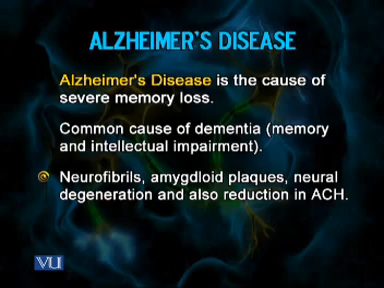 ALZHEIMER'S DISEASE
Alzheimer's Disease is the cause of
severe memory loss.
Common cause of dementia (memory
and intellectual impairment).
Neurofibrils, amygdloid plaques, neural
degeneration and also reduction in ACH.
VU